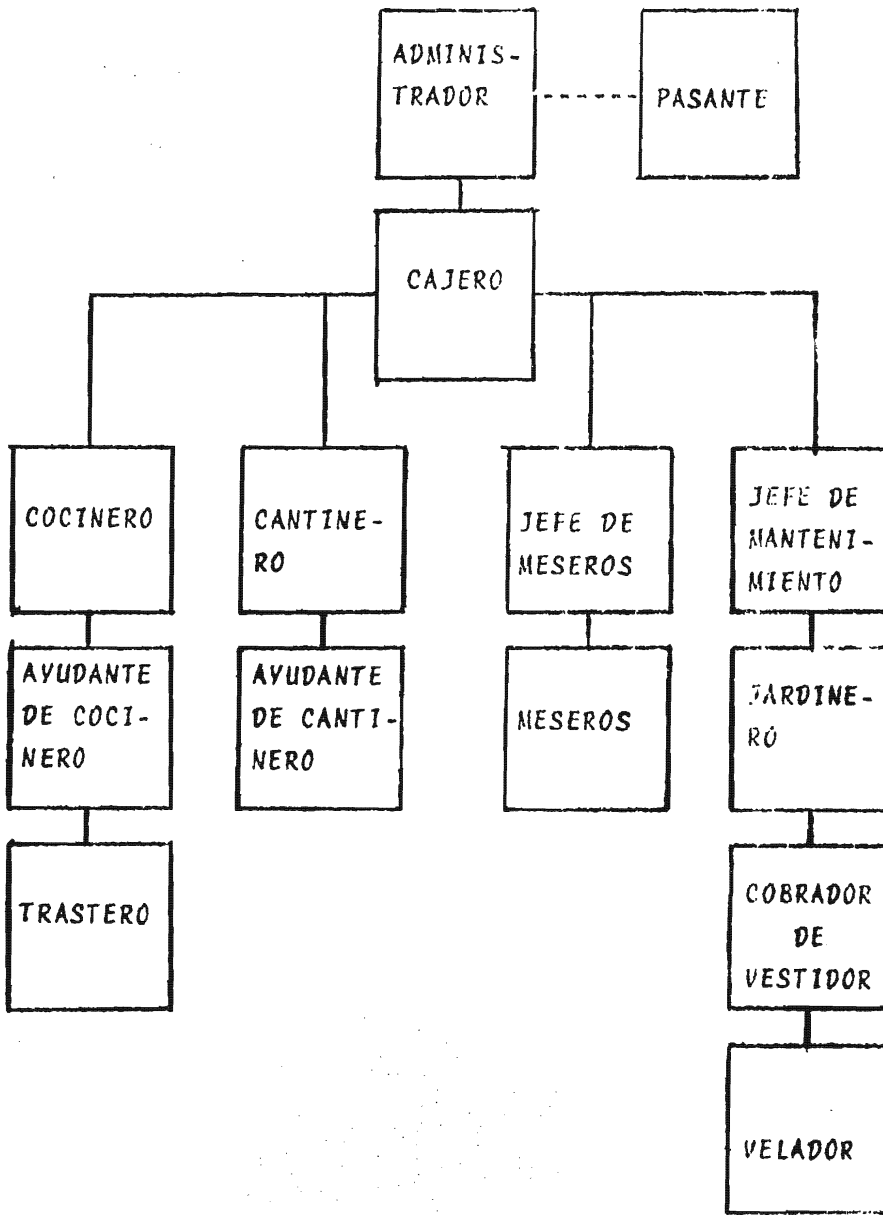 ADMINIS-
TRADOR
PASANTE
CAJERO
COCINERO
CANTINE-
RO
JEFE DE
MESEROS
JEFE DE
MANTENI-
MIENTO
AYUDANTE
DE COCI-
NERO
AYUDANTE
DE CANTI-
NERO
MESEROS
JARDINE-
RO
TRASTERO
COBRADOR
DE
VESTIDOR
VELADOR